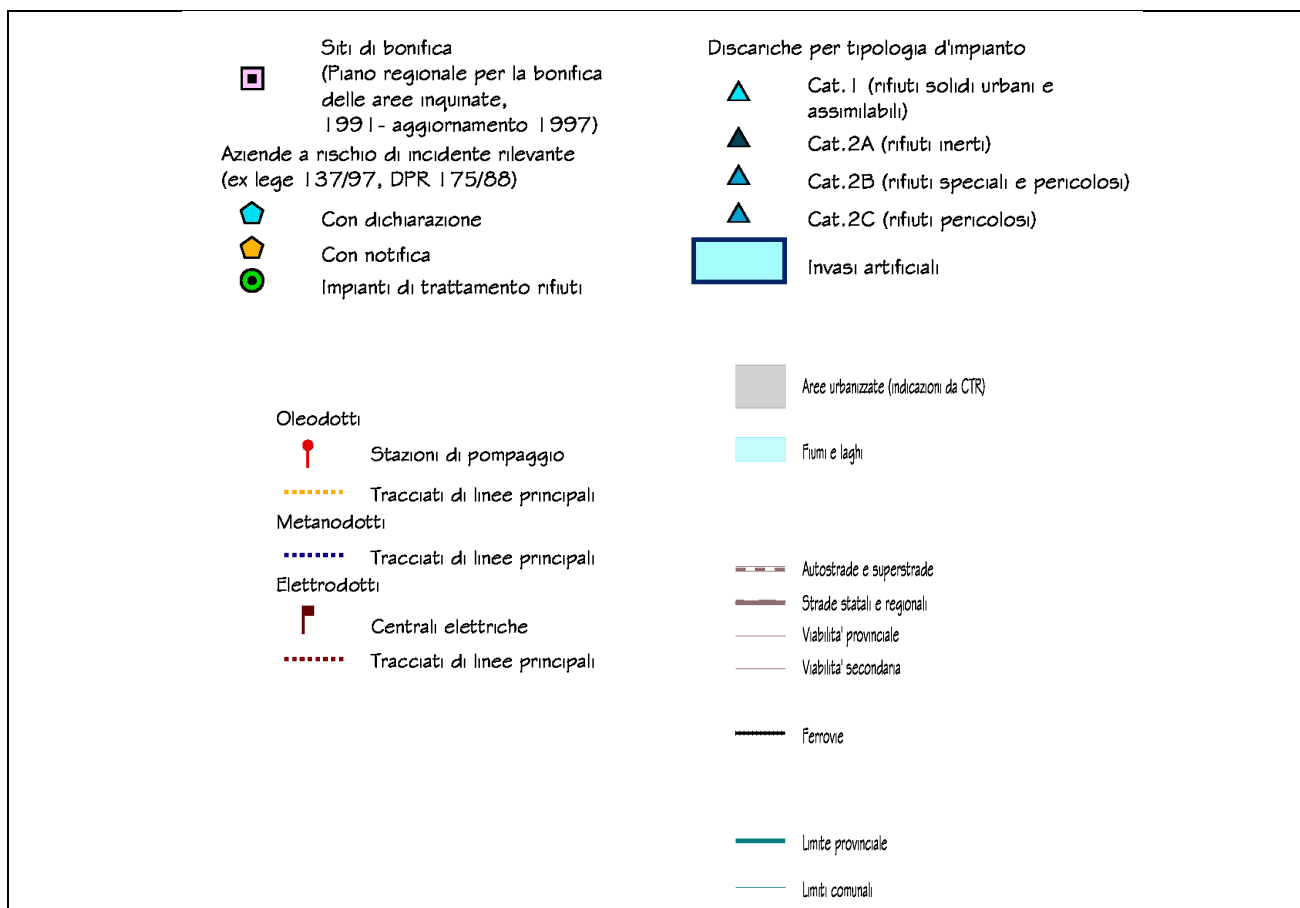 Siti di bonifica
(Piano regionale per la bonifica
delle aree inquinate,
1991- aggiornamento 1997)
Aziende a rischio di incidente rilevante
(ex lege 137/97, DPR 175/88)
Con dichiarazione
Con notifica
Impianti di trattamento rifiuti
Oleodotti
Stazioni di pompaggio
Tracciati di linee principali
Metanodotti
Tracciati di linee principali
Elettrodotti
Centrali elettriche
Tracciati di linee principali
Discariche per tipologia d'impianto
Cat.1 (rifiuti solidi urbani e
assimilabili)
Cat.2A (rifiuti inerti)
Cat.2B (rifiuti speciali e pericolosi)
Cat.2C (rifiuti pericolosi)
Invasi artificiali
Aree urbanizzate (indicazioni da CTR)
Fiumi e laghi
Autostrade e superstrade
Strade statali e regionali
Viabilita' provinciale
Viabilita' secondaria
Ferrovie
Limite provinciale
Limiti comunali